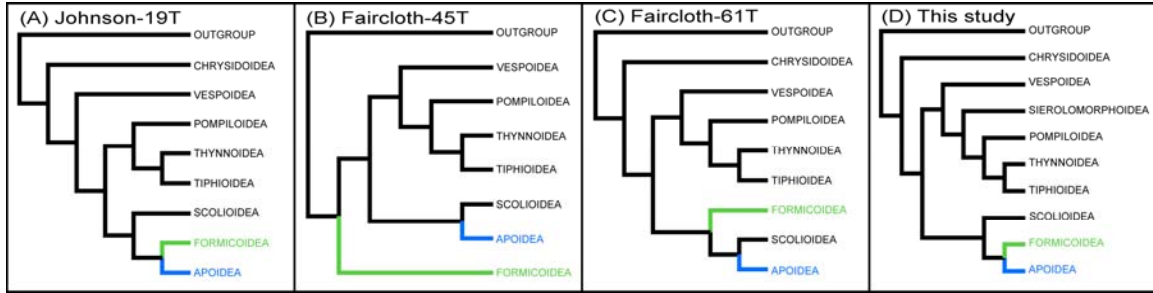 (A) Johnson-19T
OUTGROUP
CHRYSIDOIDEA
VESPOIDEA
POMPILOIDEA
THYNNOIDEA
TIPHIOIDEA
SCOLIOIDEA
FORMICOIDEA
APOIDEA
(B) Faircloth-45T
OUTGROUP
VESPOIDEA
POMPILOIDEA
THYNNOIDEA
TIPHIOIDEA
SCOLIOIDEA
APOIDEA
FORMICOIDEA
(C) Faircloth-61T
OUTGROUP
CHRYSIDOIDEA
VESPOIDEA
POMPILOIDEA
THYNNOIDEA
TIPHIOIDEA
FORMICOIDEA
SCOLIOIDEA
APOIDEA
(D) This study
OUTGROUP
CHRYSIDOIDEA
VESPOIDEA
SIEROLOMORPHOIDEA
POMPILOIDEA
THYNNOIDEA
TIPHIOIDEA
SCOLIOIDEA
FORMICOIDEA
APOIDEA